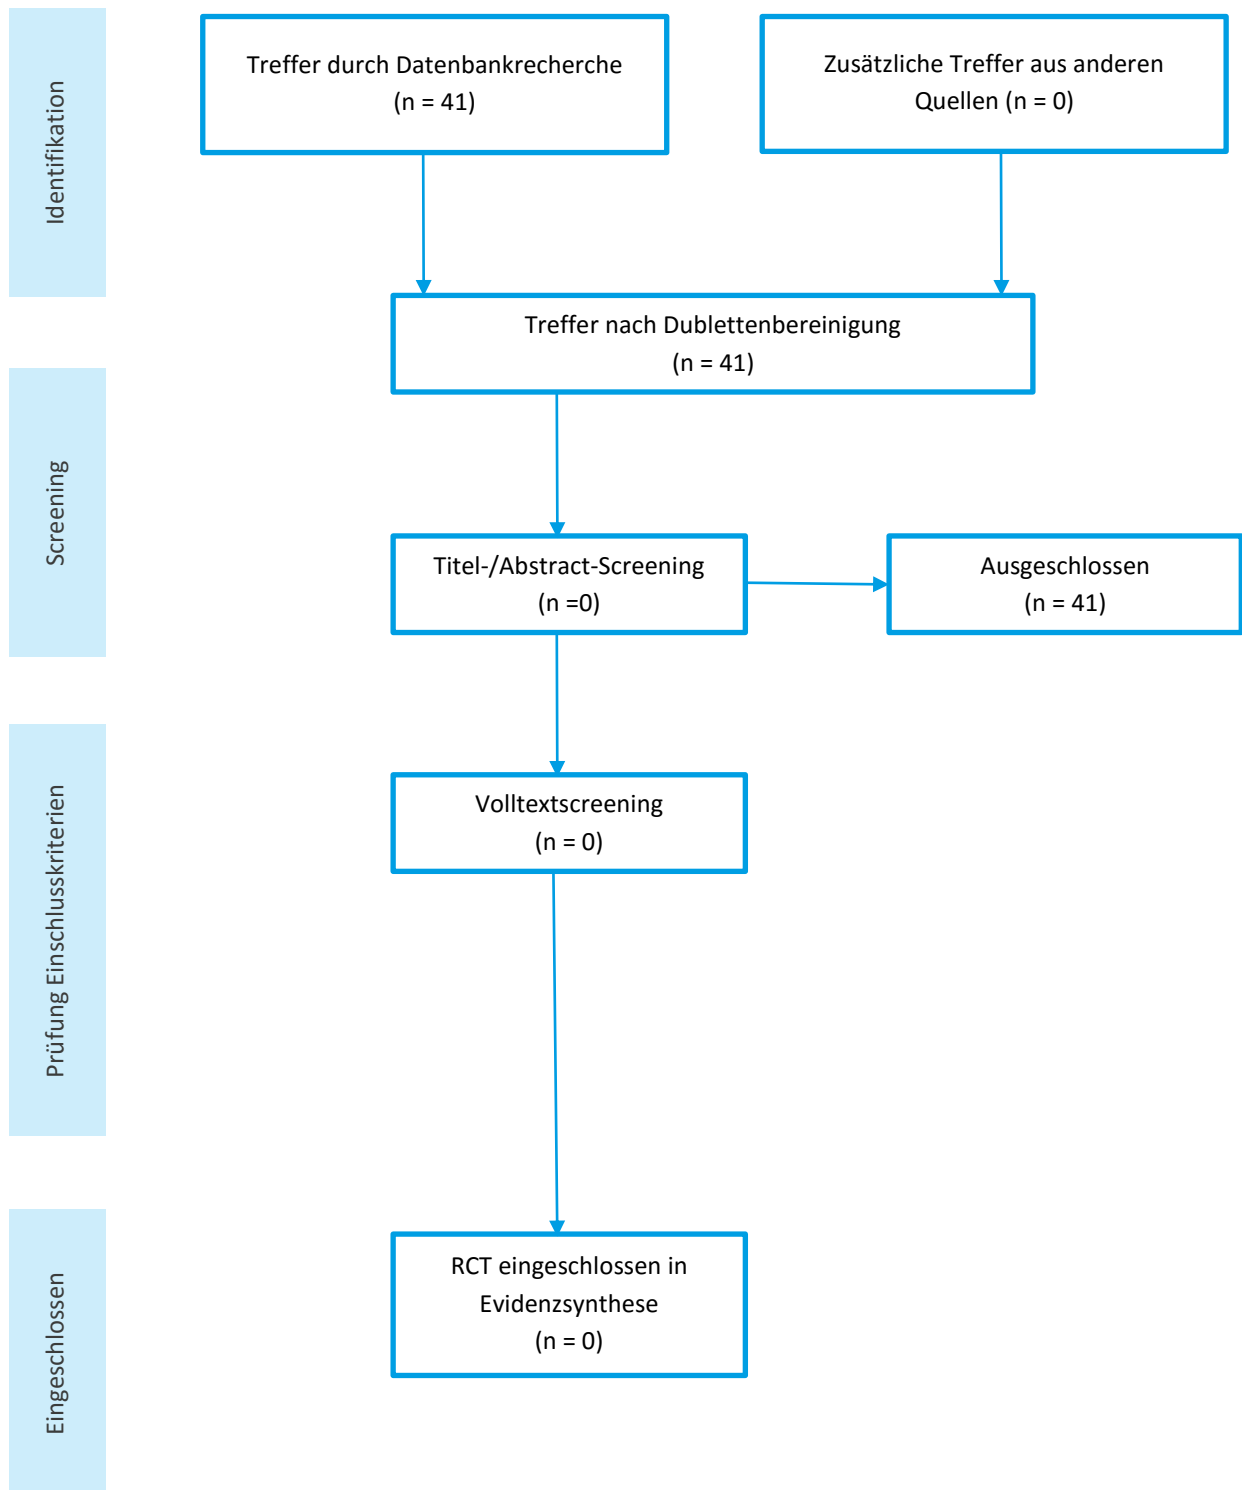 Identifikation
Treffer durch Datenbankrecherche
(n = 41)
Zusätzliche Treffer aus anderen
Quellen (n = 0)
Treffer nach Dublettenbereinigung
(n = 41)
Screening
Titel-/Abstract-Screening
(n =0)
Ausgeschlossen
(n = 41)
Prüfung Einschlusskriterien
Volltextscreening
(n = 0)
Eingeschlossen
RCT eingeschlossen in
Evidenzsynthese
(n = 0)